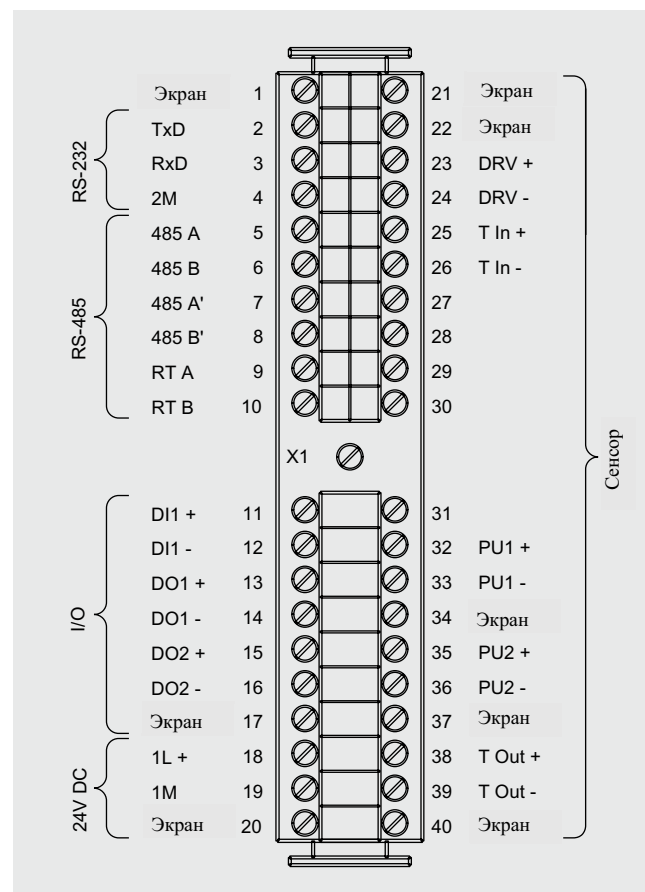 Экран 1 21 Экран
TxD 2 22 Экран
RxD 3 23 DRV +
2M 4 24 DRV -
RS-232
485 A 5 25 T In +
485 B 6 26 T In -
485 A' 7 27
485 B' 8 28
RT A 9 29
RT B 10 30
RS-485
X1
Сенсор
DI1 + 11 31
DI1 - 12 32 PU1 +
DO1 + 13 33 PU1 -
DO1 - 14 34 Экран
DO2 + 15 35 PU2 +
DO2 - 16 36 PU2 -
Экран 17 37 Экран
I/O
1L + 18 38 T Out +
1M 19 39 T Out -
Экран 20 40 Экран
24V DC